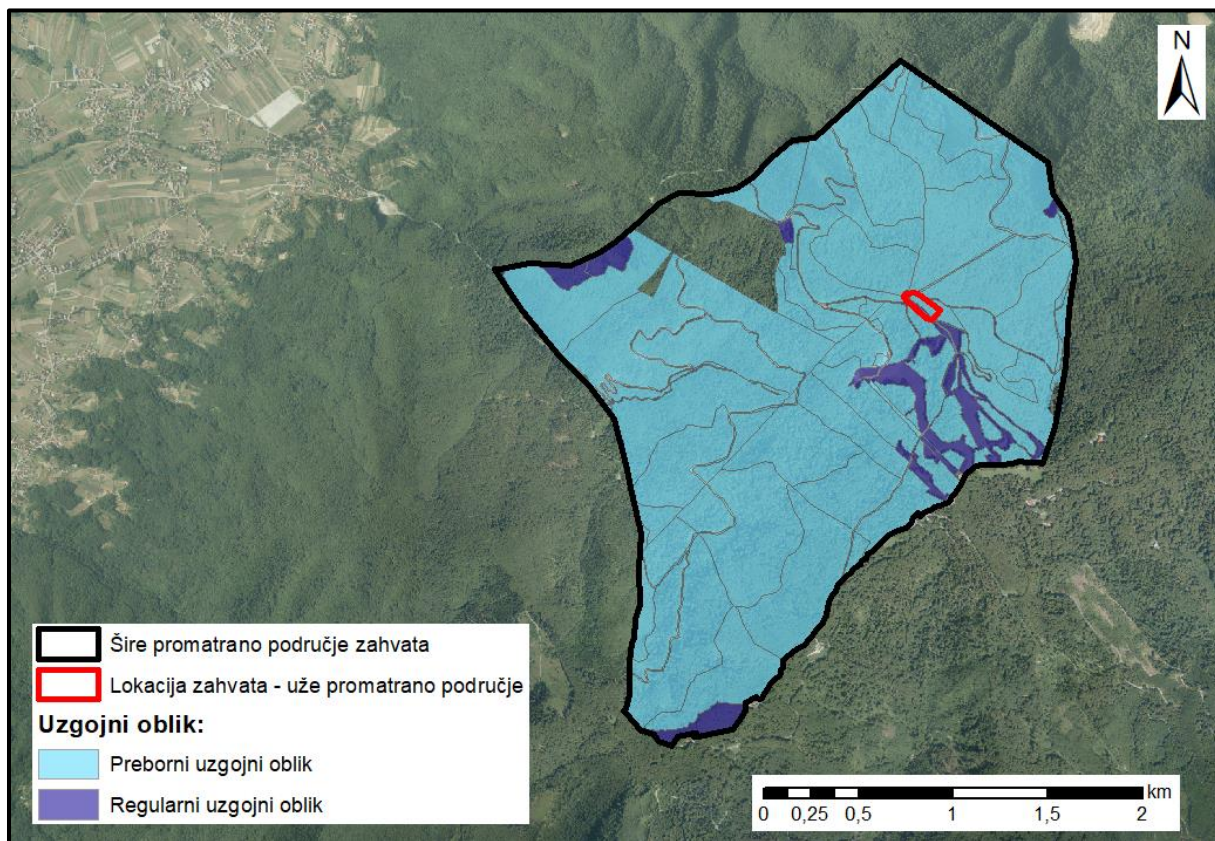 N
Šire promatrano područje zahvata
Lokacija zahvata - uže promatrano područje
Uzgojni oblik:
Preborni uzgojni oblik
Regularni uzgojni oblik
km
0 0,25 0,5 1 1,5 2